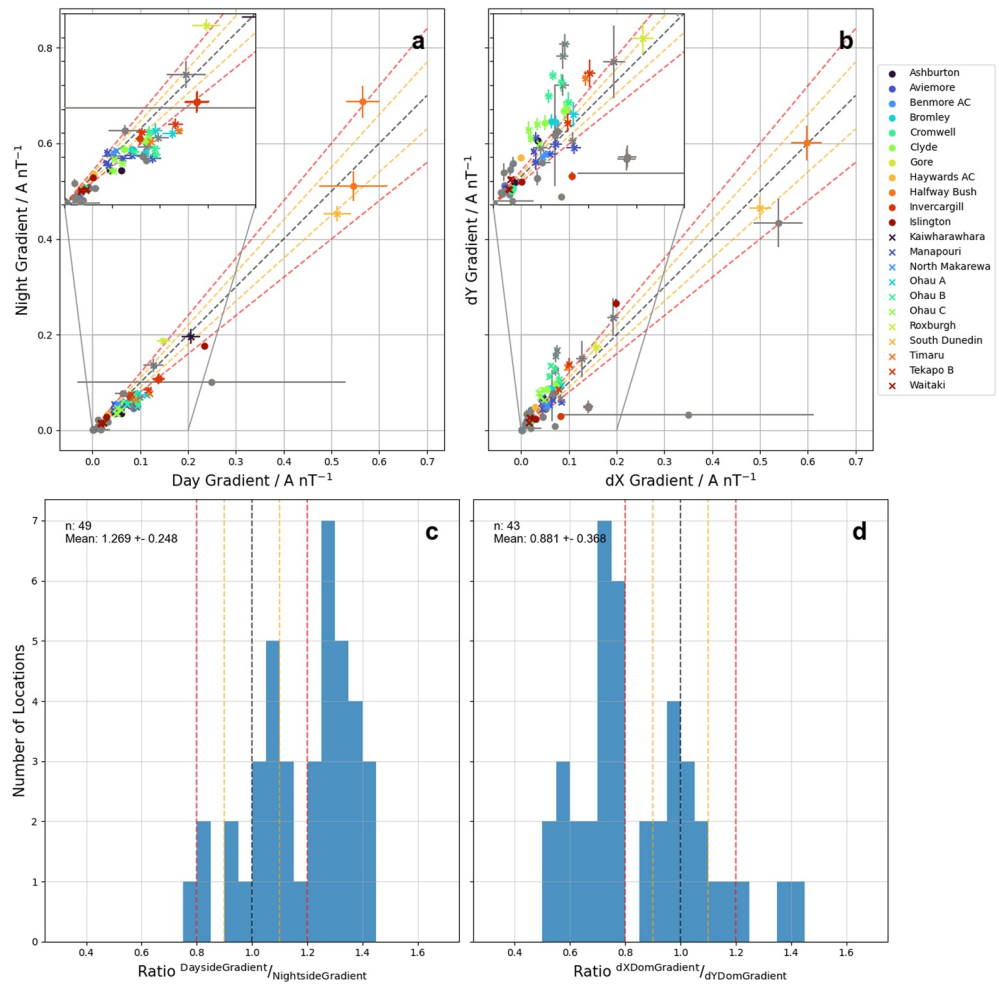 a
0.8
0.6
0.4
0.2
0.0
Night Gradient / A nT⁻¹
0.0 0.1 0.2 0.3 0.4 0.5 0.6 0.7
Day Gradient / A nT⁻¹
b
dY Gradient / A nT⁻¹
0.0 0.1 0.2 0.3 0.4 0.5 0.6 0.7
dX Gradient / A nT⁻¹
Ashburton
Aviemore
Benmore AC
Bromley
Cromwell
Clyde
Gore
Haywards AC
Halfway Bush
Invercargill
Islington
Kaiwharawhara
Manapouri
North Makarewa
Ohau A
Ohau B
Ohau C
Roxburgh
South Dunedin
Timaru
Tekapo B
Waitaki
n: 49
Mean: 1.269 +- 0.248
c
7
6
5
4
3
2
1
0
Number of Locations
0.4 0.6 0.8 1.0 1.2 1.4 1.6
Ratio DaysideGradient/NightsideGradient
n: 43
Mean: 0.881 +- 0.368
d
0.4 0.6 0.8 1.0 1.2 1.4 1.6
Ratio dXDomGradient/dYDomGradient